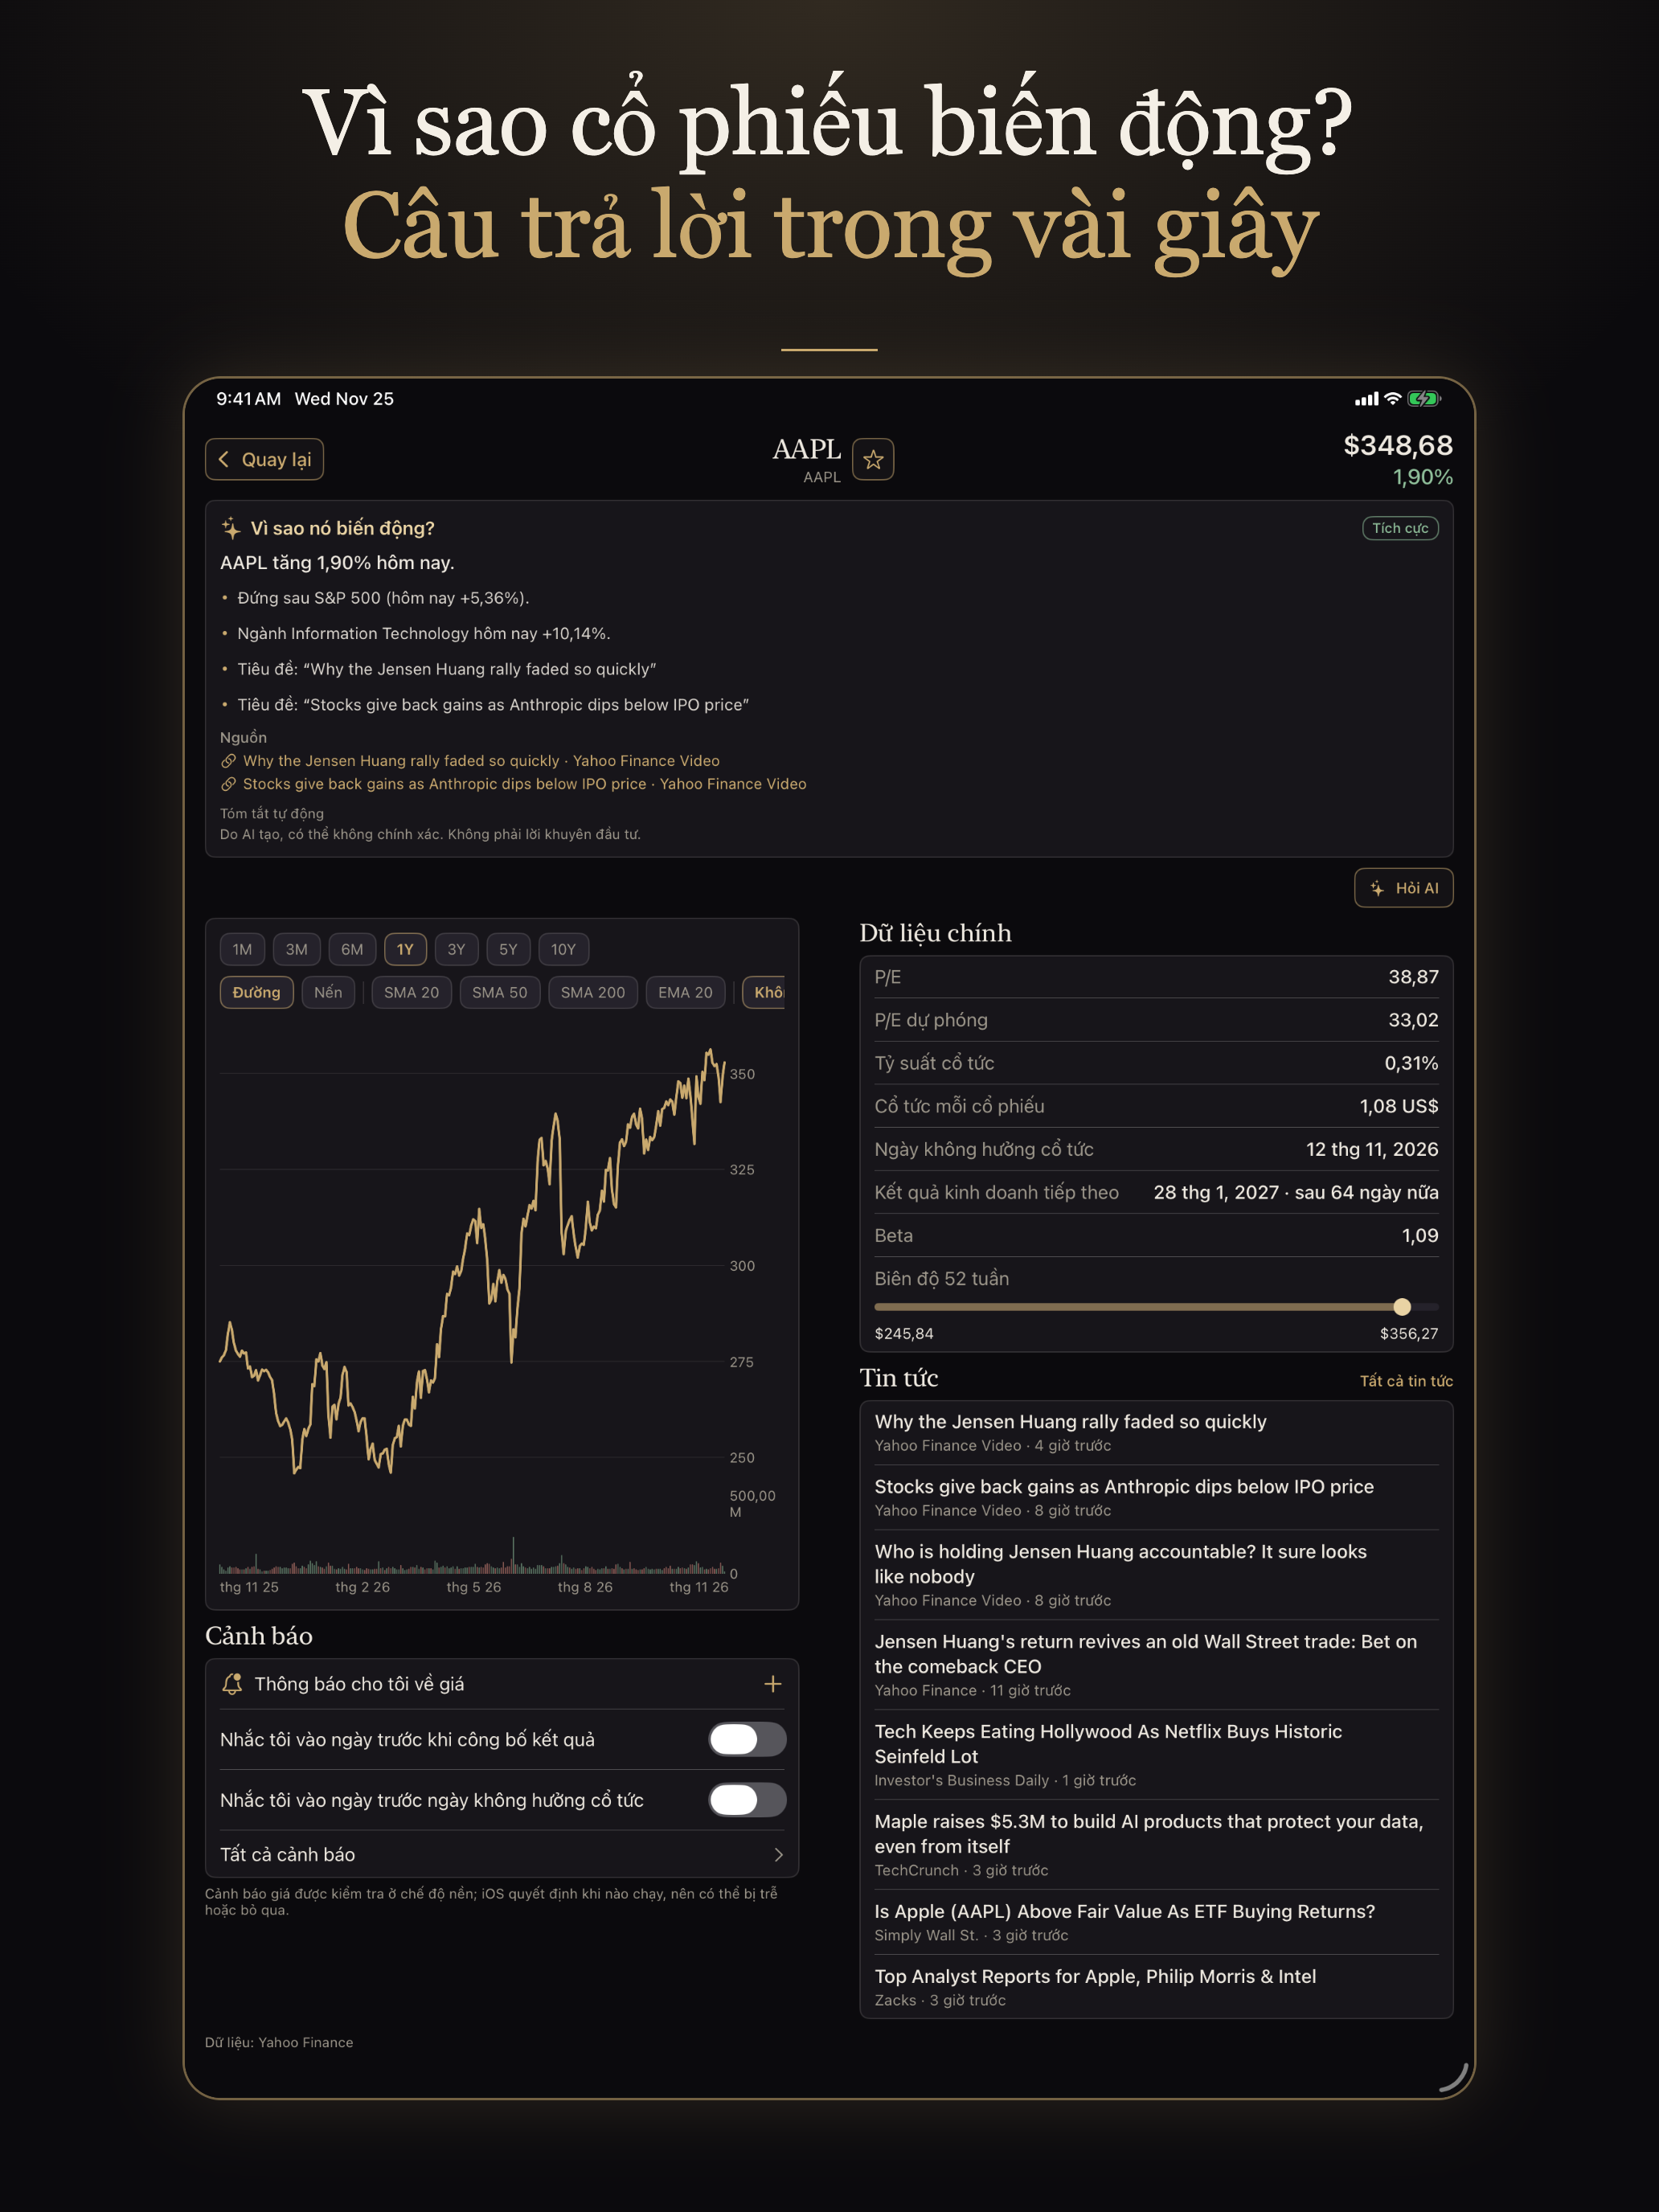 Vì sao cổ phiếu biến động?
Câu trả lời trong vài giây
9:41 AM Wed Nov 25
Quay lại
AAPL
AAPL
$348,68
1,90%
Vì sao nó biến động?
Tích cực
AAPL tăng 1,90% hôm nay.
• Đứng sau S&P 500 (hôm nay +5,36%).
• Ngành Information Technology hôm nay +10,14%.
• Tiêu đề: “Why the Jensen Huang rally faded so quickly”
• Tiêu đề: “Stocks give back gains as Anthropic dips below IPO price”
Nguồn
Why the Jensen Huang rally faded so quickly · Yahoo Finance Video
Stocks give back gains as Anthropic dips below IPO price · Yahoo Finance Video
Tóm tắt tự động
Do AI tạo, có thể không chính xác. Không phải lời khuyên đầu tư.
Hỏi AI
1M 3M 6M 1Y 3Y 5Y 10Y
Đường Nến SMA 20 SMA 50 SMA 200 EMA 20 Khôn
350
325
300
275
250
500,00
M
0
thg 11 25 thg 2 26 thg 5 26 thg 8 26 thg 11 26
Cảnh báo
Thông báo cho tôi về giá
Nhắc tôi vào ngày trước khi công bố kết quả
Nhắc tôi vào ngày trước ngày không hưởng cổ tức
Tất cả cảnh báo
Cảnh báo giá được kiểm tra ở chế độ nền; iOS quyết định khi nào chạy, nên có thể bị trễ
hoặc bỏ qua.
Dữ liệu chính
P/E 38,87
P/E dự phóng 33,02
Tỷ suất cổ tức 0,31%
Cổ tức mỗi cổ phiếu 1,08 US$
Ngày không hưởng cổ tức 12 thg 11, 2026
Kết quả kinh doanh tiếp theo 28 thg 1, 2027 · sau 64 ngày nữa
Beta 1,09
Biên độ 52 tuần
$245,84 $356,27
Tin tức
Tất cả tin tức
Why the Jensen Huang rally faded so quickly
Yahoo Finance Video · 4 giờ trước
Stocks give back gains as Anthropic dips below IPO price
Yahoo Finance Video · 8 giờ trước
Who is holding Jensen Huang accountable? It sure looks
like nobody
Yahoo Finance Video · 8 giờ trước
Jensen Huang's return revives an old Wall Street trade: Bet on
the comeback CEO
Yahoo Finance · 11 giờ trước
Tech Keeps Eating Hollywood As Netflix Buys Historic
Seinfeld Lot
Investor's Business Daily · 1 giờ trước
Maple raises $5.3M to build AI products that protect your data,
even from itself
TechCrunch · 3 giờ trước
Is Apple (AAPL) Above Fair Value As ETF Buying Returns?
Simply Wall St. · 3 giờ trước
Top Analyst Reports for Apple, Philip Morris & Intel
Zacks · 3 giờ trước
Dữ liệu: Yahoo Finance